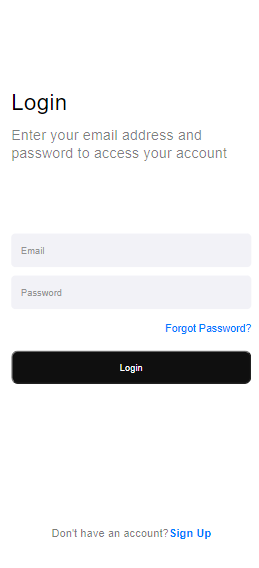 Login
Enter your email address and
password to access your account
Email
Password
Forgot Password?
Login
Don't have an account? Sign Up